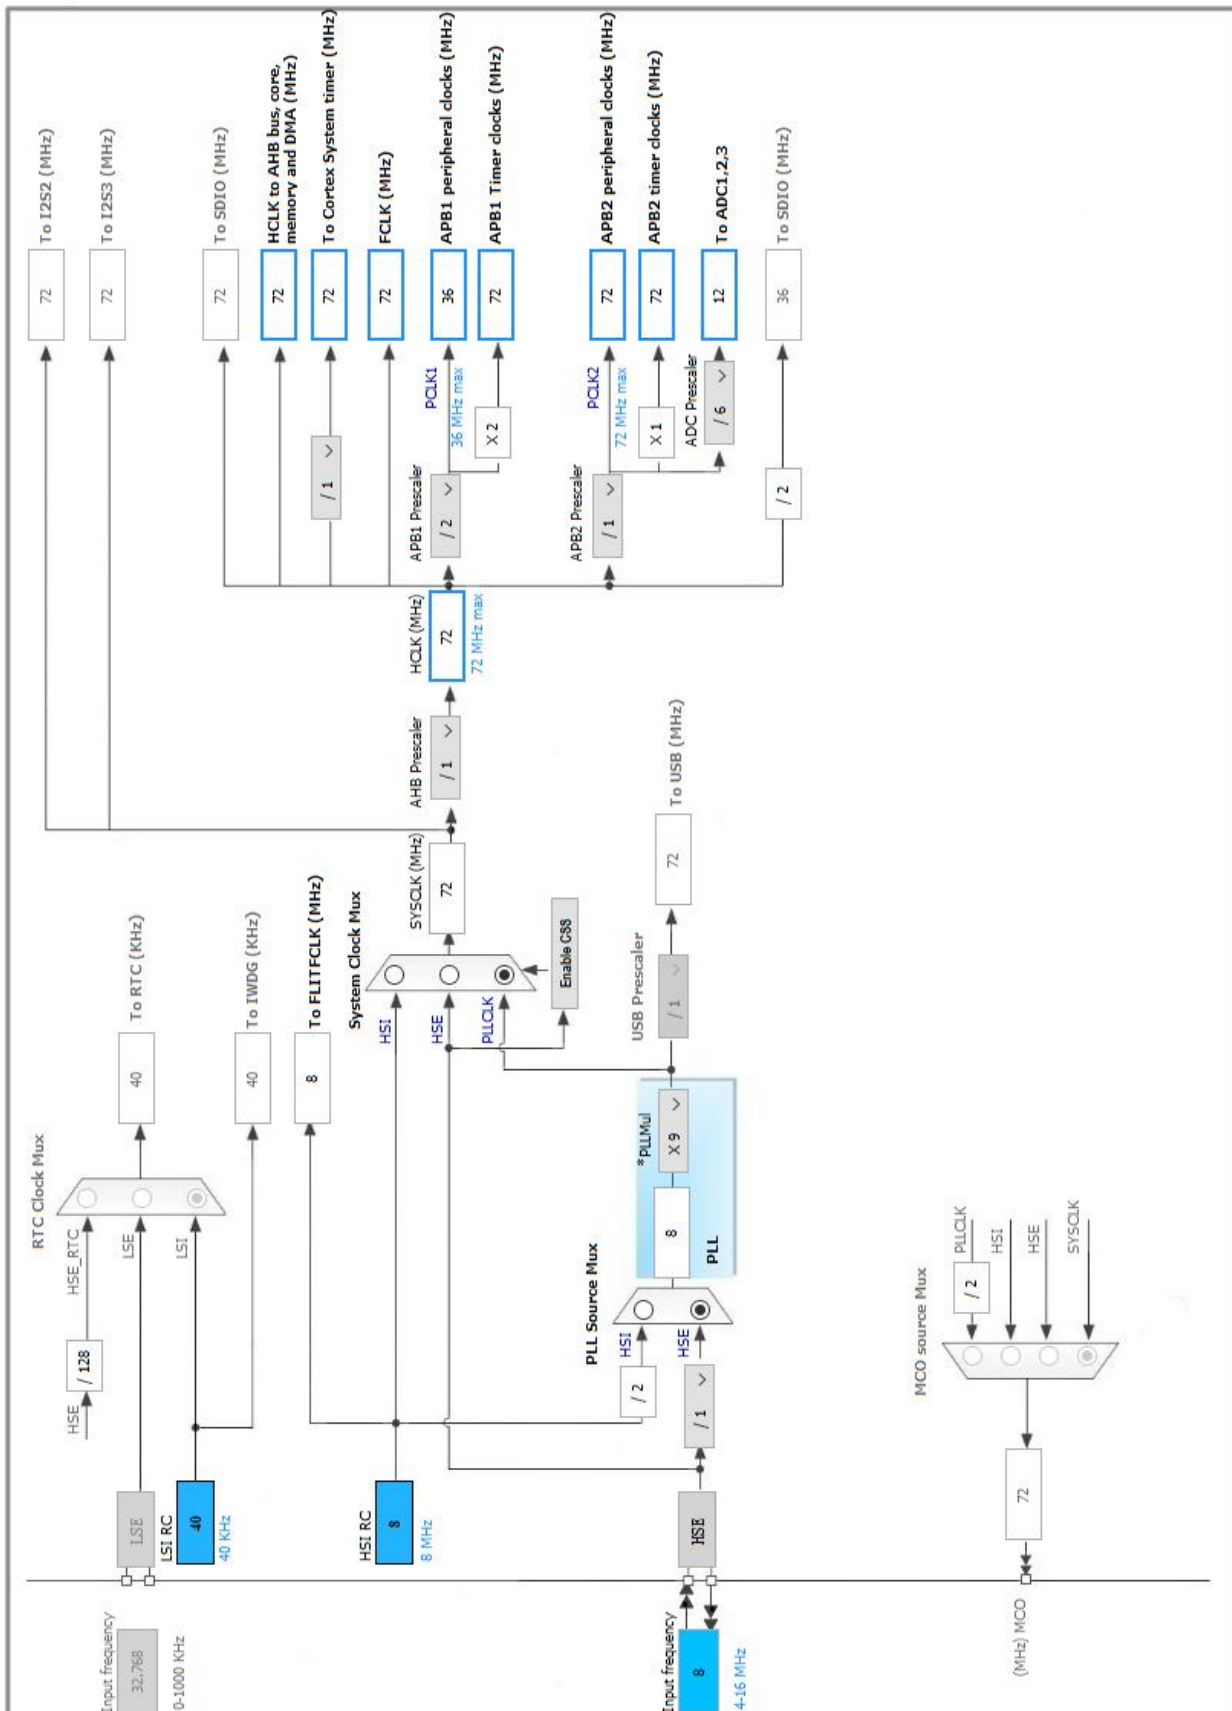 Input frequency
32.768
0-1000 KHz
LSE
LSI RC
40
40 KHz
HSE
/ 128
HSE_RTC
LSE
LSI
RTC Clock Mux
40
To RTC (KHz)
40
To IWDG (KHz)
HSI RC
8
8 MHz
8
To FLITFCLK (MHz)
Input frequency
8
4-16 MHz
HSE
/ 2
/ 1
HSI
HSE
PLL Source Mux
8
*PLLMul
X 9
PLL
USB Prescaler
/ 1
72
To USB (MHz)
HSI
HSE
PLLCLK
System Clock Mux
Enable CSS
SYSCLK (MHz)
72
AHB Prescaler
/ 1
HCLK (MHz)
72
72 MHz max
72
To I2S2 (MHz)
72
To I2S3 (MHz)
72
To SDIO (MHz)
72
HCLK to AHB bus, core,
memory and DMA (MHz)
/ 1
72
To Cortex System timer (MHz)
72
FCLK (MHz)
APB1 Prescaler
/ 2
PCLK1
36 MHz max
36
APB1 peripheral clocks (MHz)
X 2
72
APB1 Timer clocks (MHz)
APB2 Prescaler
/ 1
PCLK2
72 MHz max
72
APB2 peripheral clocks (MHz)
X 1
72
APB2 timer clocks (MHz)
ADC Prescaler
/ 6
12
To ADC1,2,3
/ 2
36
To SDIO (MHz)
(MHz) MCO
72
MCO source Mux
/ 2
PLLCLK
HSI
HSE
SYSCLK